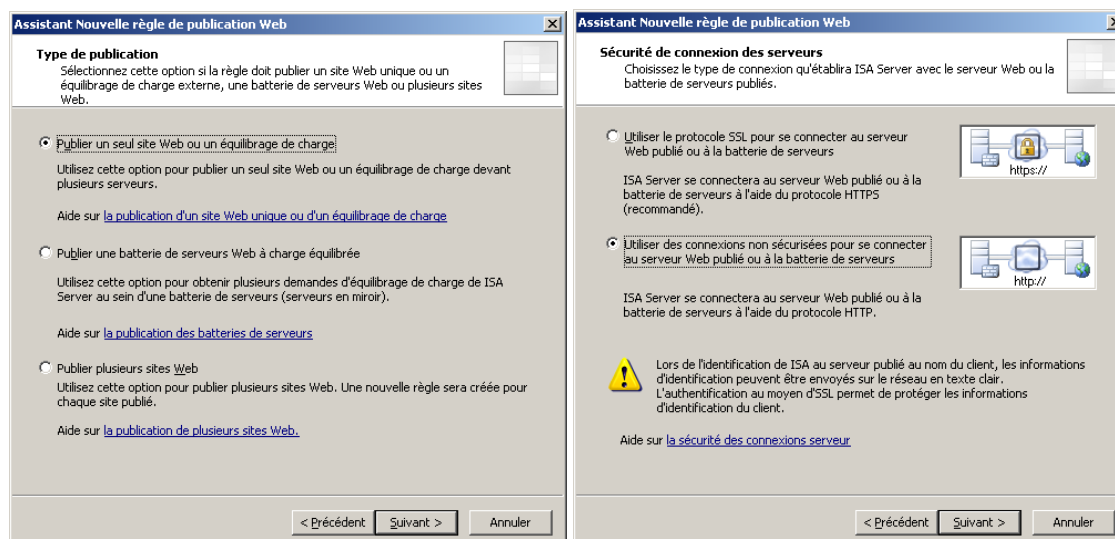 Assistant Nouvelle règle de publication Web
Type de publication
Sélectionnez cette option si la règle doit publier un site Web unique ou un
équilibrage de charge externe, une batterie de serveurs Web ou plusieurs sites
Web.
Publier un seul site Web ou un équilibrage de charge
Utilisez cette option pour publier un seul site Web ou un équilibrage de charge devant
plusieurs serveurs.
Aide sur la publication d'un site Web unique ou d'un équilibrage de charge
Publier une batterie de serveurs Web à charge équilibrée
Utilisez cette option pour obtenir plusieurs demandes d'équilibrage de charge de ISA
Server au sein d'une batterie de serveurs (serveurs en miroir).
Aide sur la publication des batteries de serveurs
Publier plusieurs sites Web
Utilisez cette option pour publier plusieurs sites Web. Une nouvelle règle sera créée pour
chaque site publié.
Aide sur la publication de plusieurs sites Web.
< Précédent
Suivant >
Annuler
Assistant Nouvelle règle de publication Web
Sécurité de connexion des serveurs
Choisissez le type de connexion qu'établira ISA Server avec le serveur Web ou la
batterie de serveurs publiés.
Utiliser le protocole SSL pour se connecter au serveur
Web publié ou à la batterie de serveurs
https://
ISA Server se connectera au serveur Web publié ou à la
batterie de serveurs à l'aide du protocole HTTPS
(recommandé).
Utiliser des connexions non sécurisées pour se connecter
au serveur Web publié ou à la batterie de serveurs
http://
ISA Server se connectera au serveur Web publié ou à la
batterie de serveurs à l'aide du protocole HTTP.
Lors de l'identification de ISA au serveur publié au nom du client, les informations
d'identification peuvent être envoyés sur le réseau en texte clair.
L'authentification au moyen d'SSL permet de protéger les informations
d'identification du client.
Aide sur la sécurité des connexions serveur
< Précédent
Suivant >
Annuler